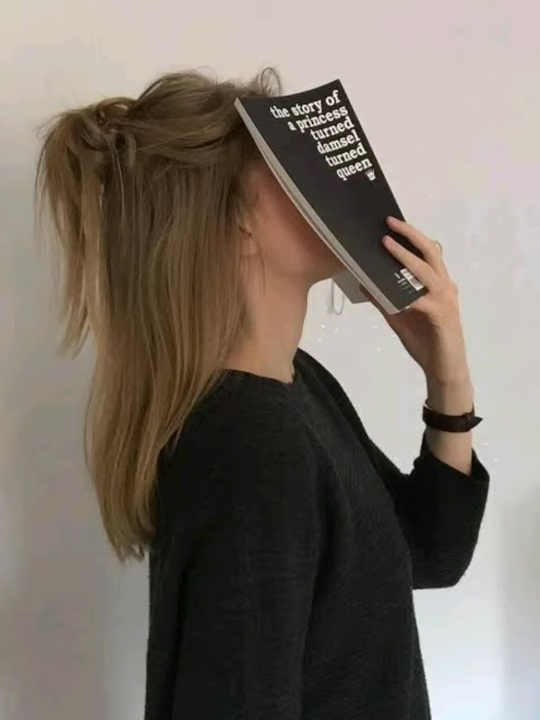 the story of
a princess
turned
damsel
turned
queen